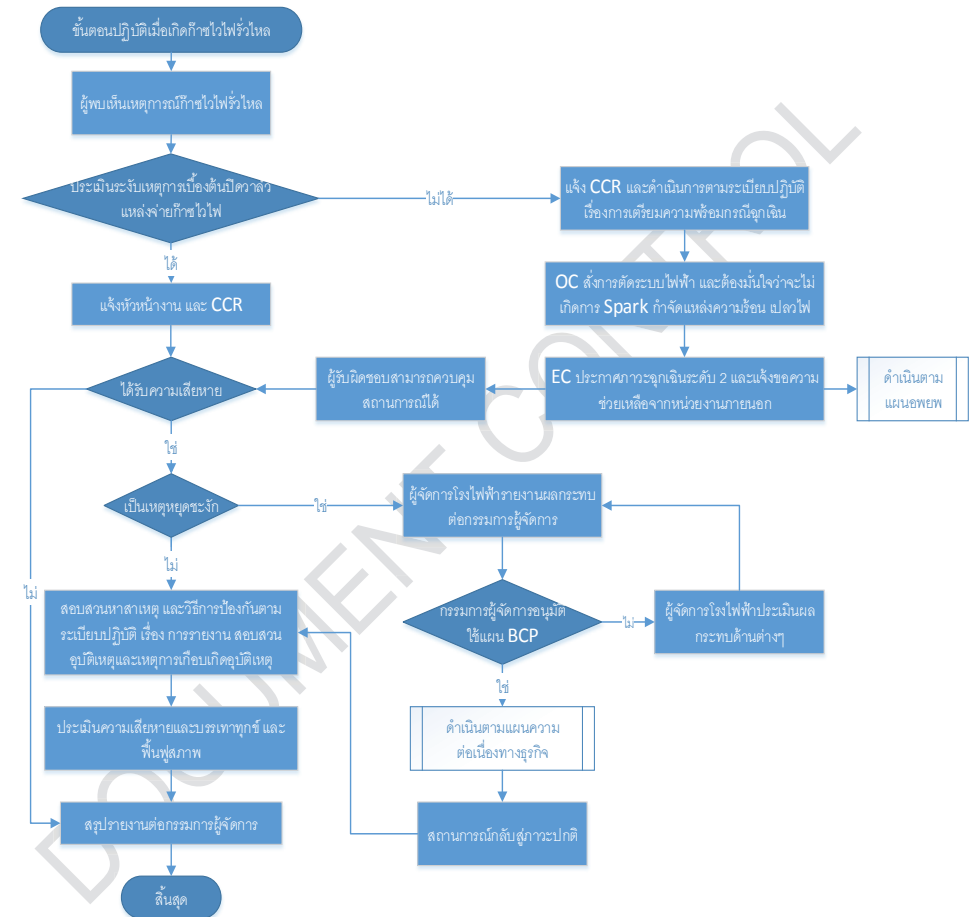 ขั้นตอนปฏิบัติเมื่อเกิดก๊าซไวไฟรั่วไหล
ผู้พบเห็นเหตุการณ์ก๊าซไวไฟรั่วไหล
ประเมินระงับเหตุการเบื้องต้นปิดวาล์ว
แหล่งจ่ายก๊าซไวไฟ
ไม่ได้
แจ้ง CCR และดำเนินการตามระเบียบปฏิบัติ
เรื่องการเตรียมความพร้อมกรณีฉุกเฉิน
ได้
แจ้งหัวหน้างาน และ CCR
OC สั่งการตัดระบบไฟฟ้า และต้องมั่นใจว่าจะไม่
เกิดการ Spark กำจัดแหล่งความร้อน เปลวไฟ
ได้รับความเสียหาย
ผู้รับผิดชอบสามารถควบคุม
สถานการณ์ได้
EC ประกาศภาวะฉุกเฉินระดับ 2 และแจ้งขอความ
ช่วยเหลือจากหน่วยงานภายนอก
ดำเนินตาม
แผนอพยพ
ใช่
เป็นเหตุหยุดชะงัก
ใช่
ผู้จัดการโรงไฟฟ้ารายงานผลกระทบ
ต่อกรรมการผู้จัดการ
ไม่
ไม่
สอบสวนหาสาเหตุ และวิธีการป้องกันตาม
ระเบียบปฏิบัติ เรื่อง การรายงาน สอบสวน
อุบัติเหตุและเหตุการเกือบเกิดอุบัติเหตุ
กรรมการผู้จัดการอนุมัติ
ใช้แผน BCP
ไม่
ผู้จัดการโรงไฟฟ้าประเมินผล
กระทบด้านต่างๆ
ใช่
ประเมินความเสียหายและบรรเทาทุกข์ และ
ฟื้นฟูสภาพ
ดำเนินตามแผนความ
ต่อเนื่องทางธุรกิจ
สรุปรายงานต่อกรรมการผู้จัดการ
สถานการณ์กลับสู่ภาวะปกติ
สิ้นสุด
DOCUMENT CONTROL